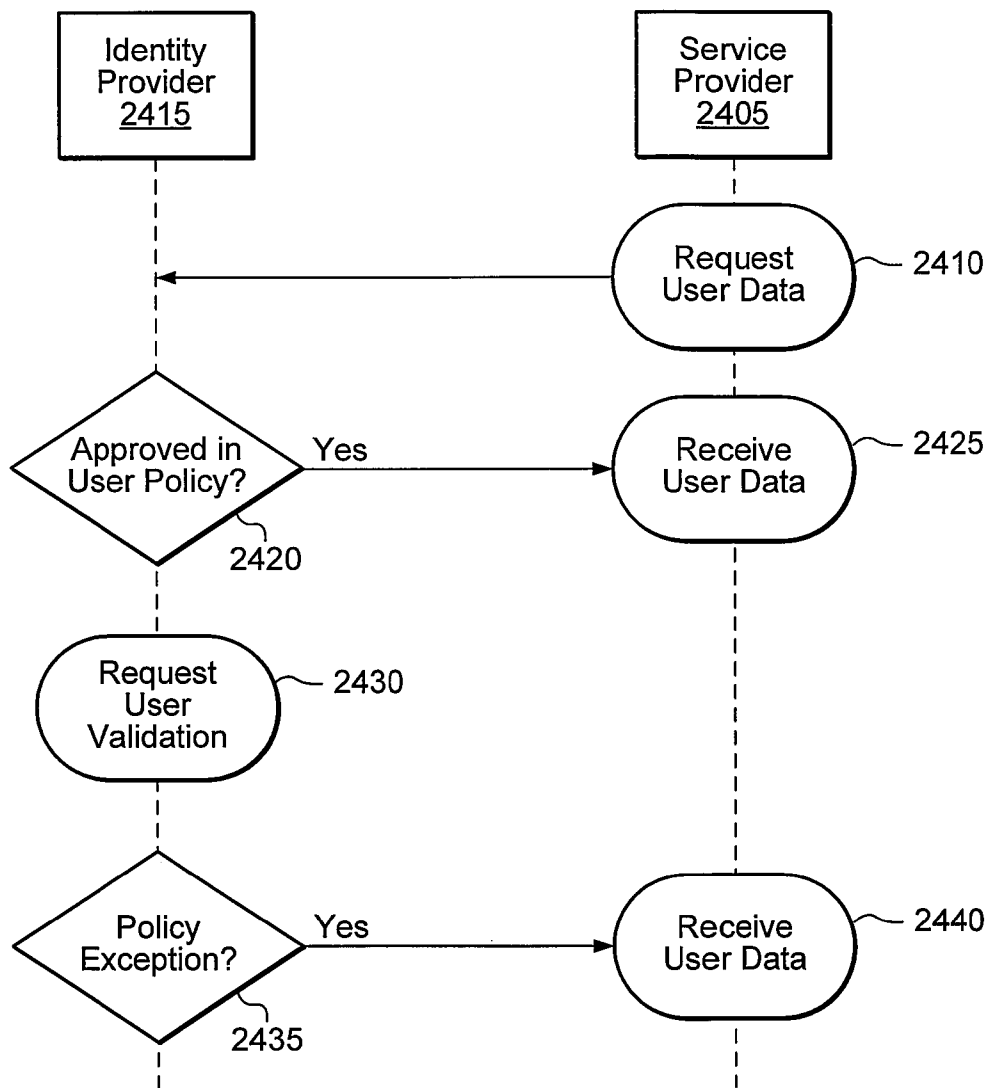 Identity
Provider
2415
Service
Provider
2405
Request
User Data
2410
Approved in
User Policy?
Yes
2420
Receive
User Data
2425
Request
User
Validation
2430
Policy
Exception?
Yes
2435
Receive
User Data
2440